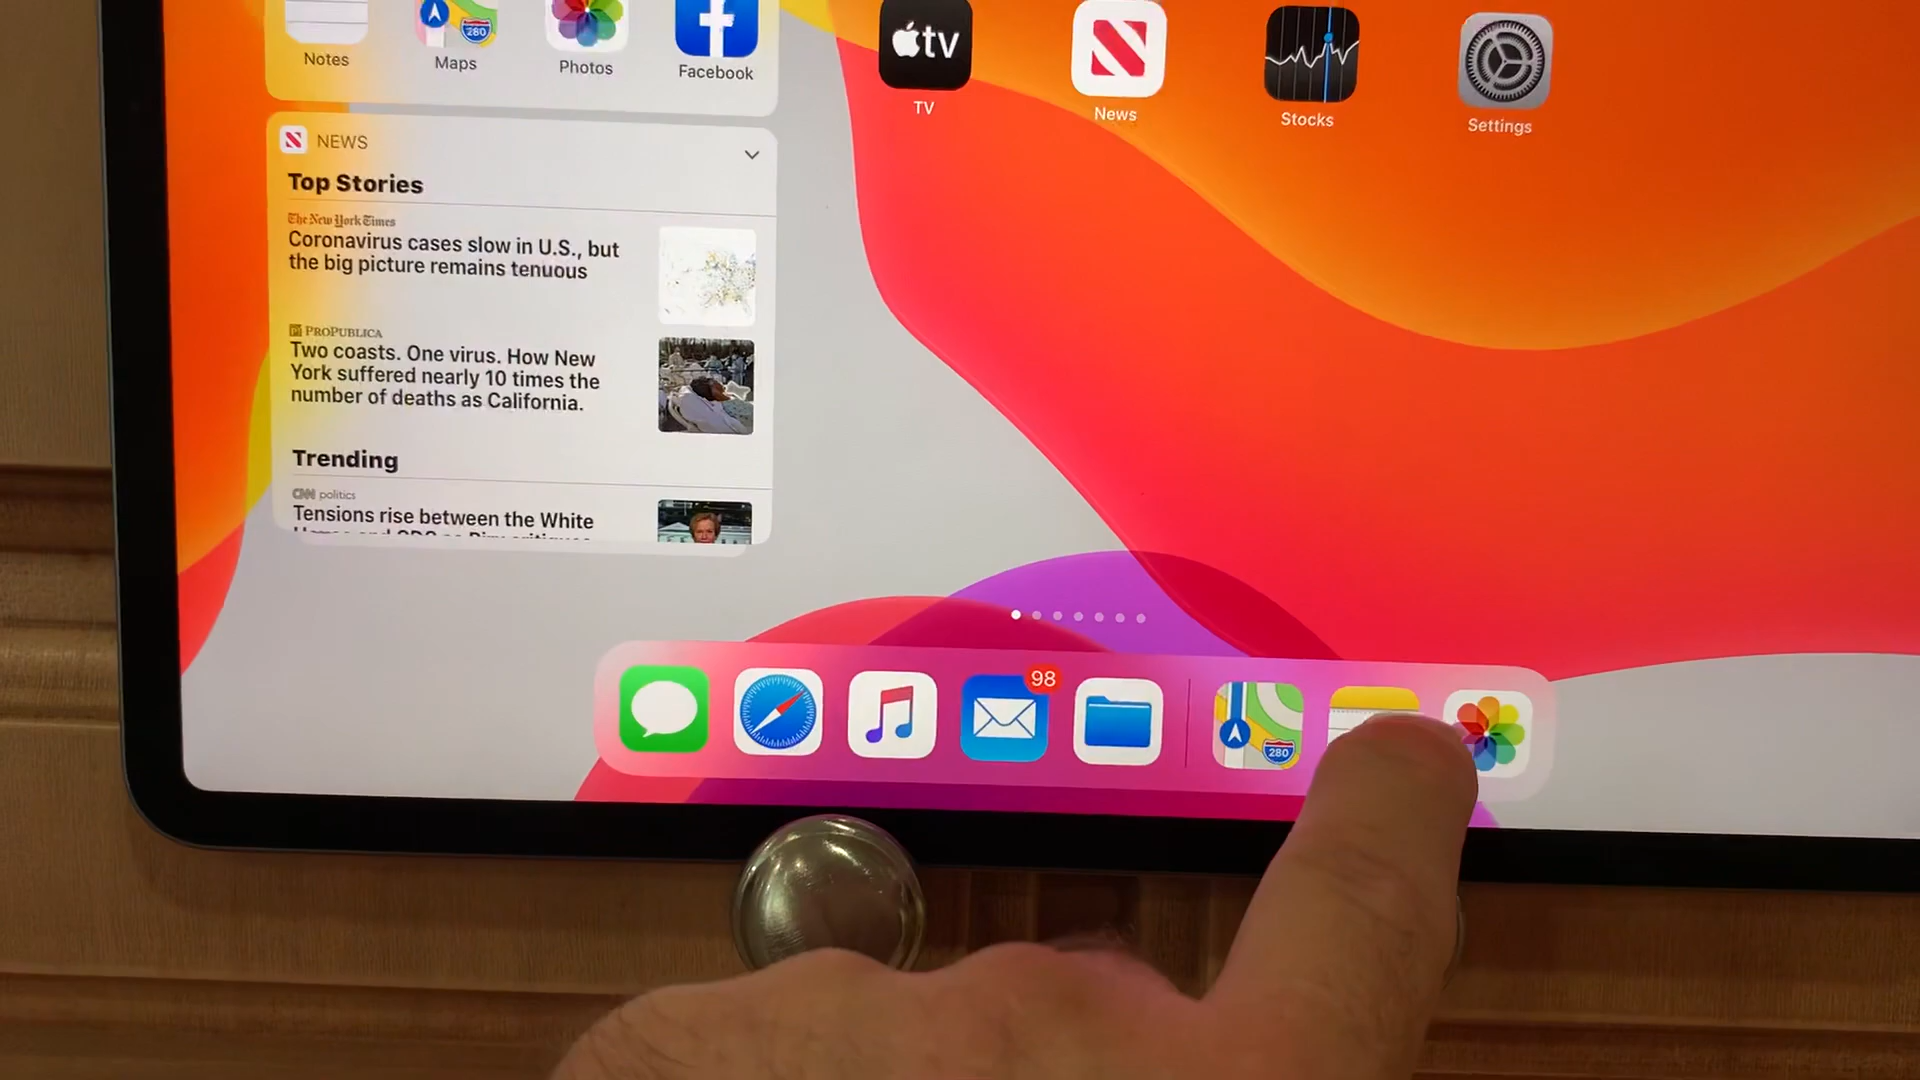 280
Notes
Maps
Photos
Facebook
tv
TV
News
Stocks
Settings
NEWS
Top Stories
The New York Times
Coronavirus cases slow in U.S., but
the big picture remains tenuous
PROPUBLICA
Two coasts. One virus. How New
York suffered nearly 10 times the
number of deaths as California.
Trending
CNN politics
Tensions rise between the White
98
280